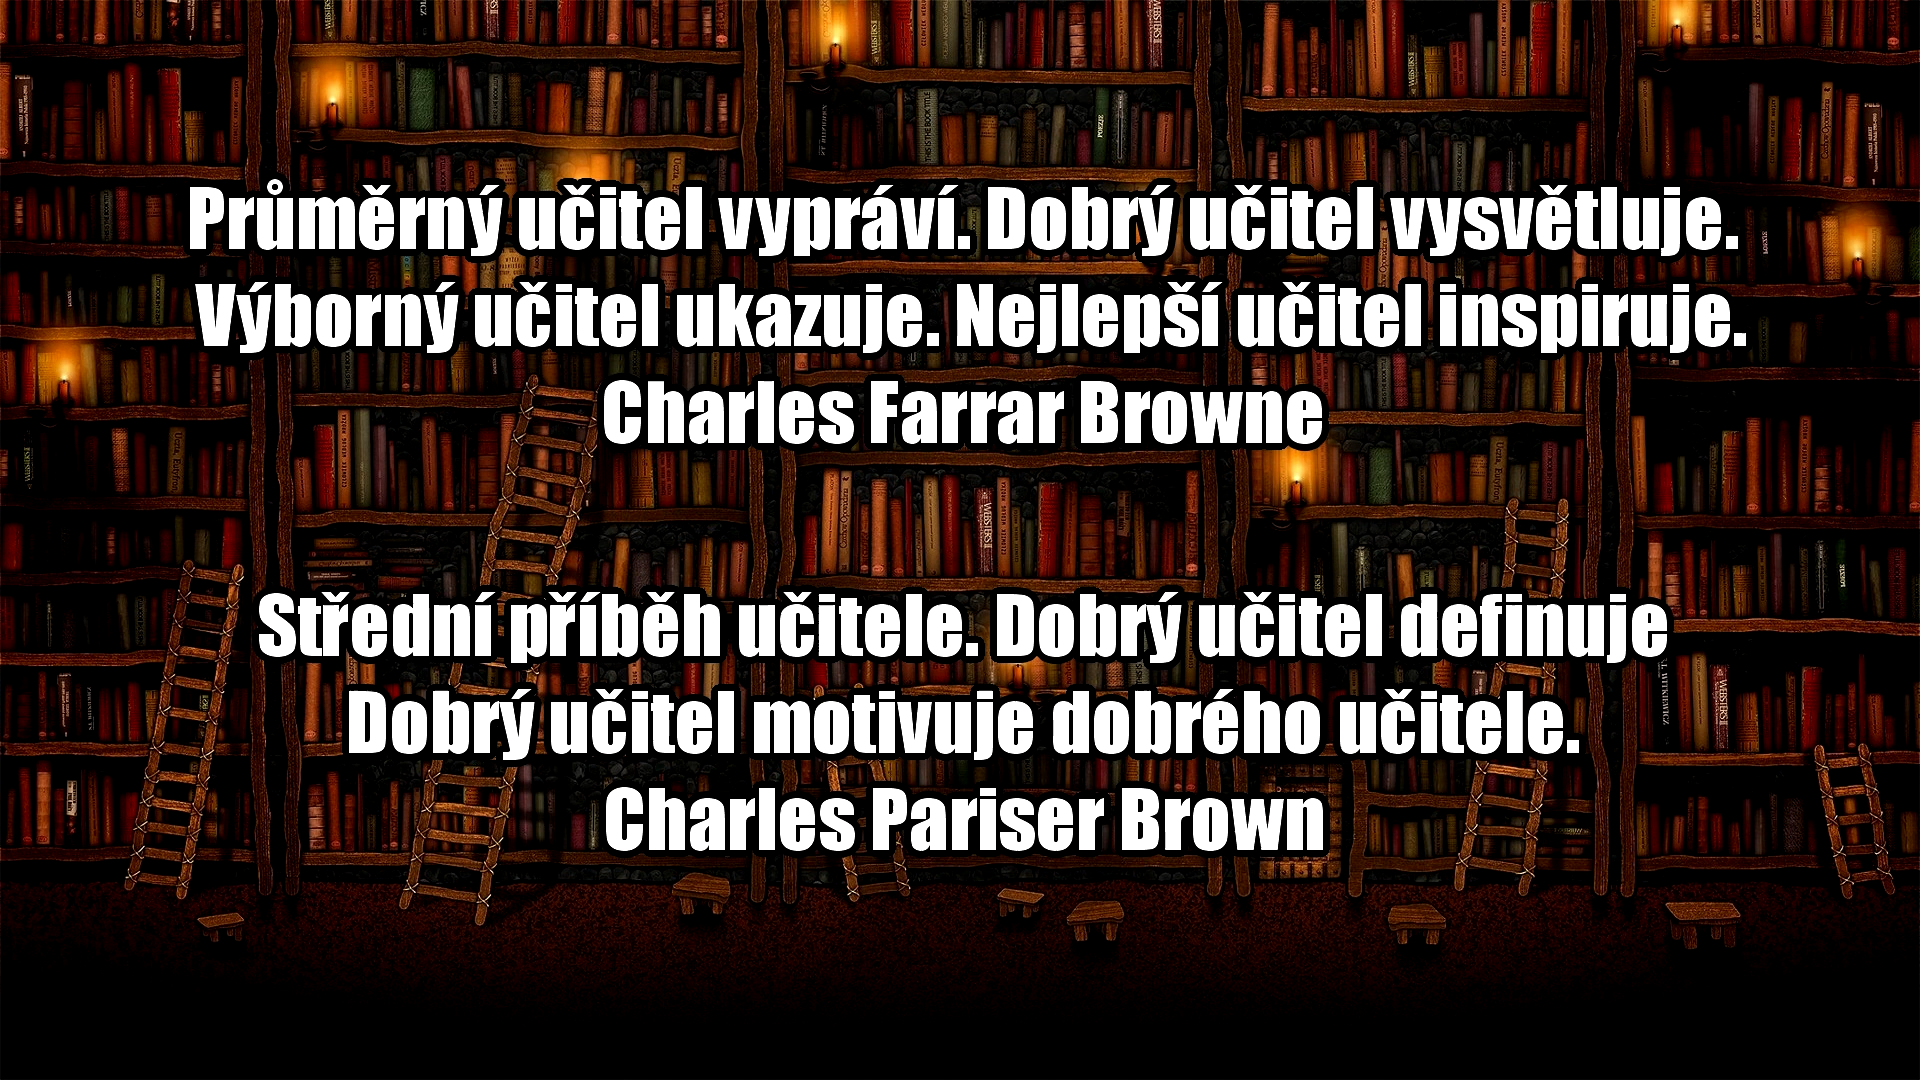 Průměrný učitel vypráví. Dobrý učitel vysvětluje.
Výborný učitel ukazuje. Nejlepší učitel inspiruje.
Charles Farrar Browne
Střední příběh učitele. Dobrý učitel definuje
Dobrý učitel motivuje dobrého učitele.
Charles Pariser Brown